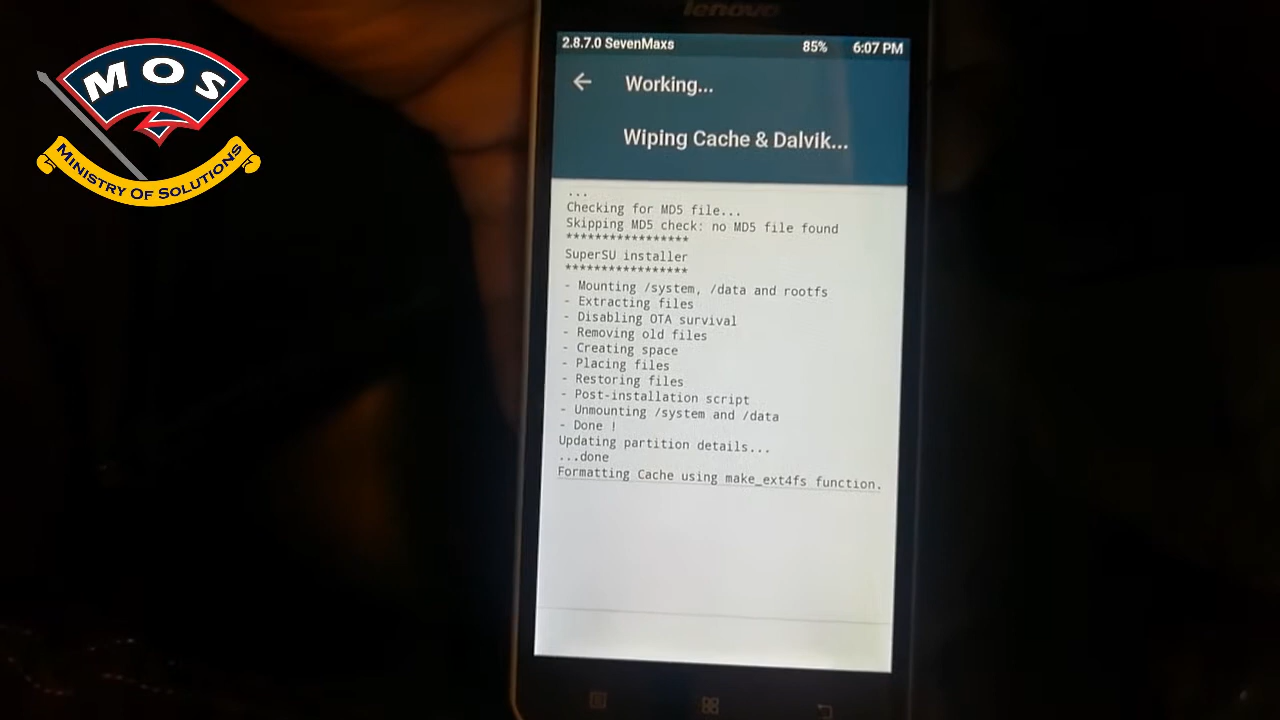 MOS
MINISTRY OF SOLUTIONS
lenovo
2.8.7.0 SevenMaxs 85% 6:07 PM
Working...
Wiping Cache & Dalvik...
...
Checking for MD5 file...
Skipping MD5 check: no MD5 file found
*****************
SuperSU installer
*****************
- Mounting /system, /data and rootfs
- Extracting files
- Disabling OTA survival
- Removing old files
- Creating space
- Placing files
- Restoring files
- Post-installation script
- Unmounting /system and /data
- Done !
Updating partition details...
...done
Formatting Cache using make_ext4fs function.